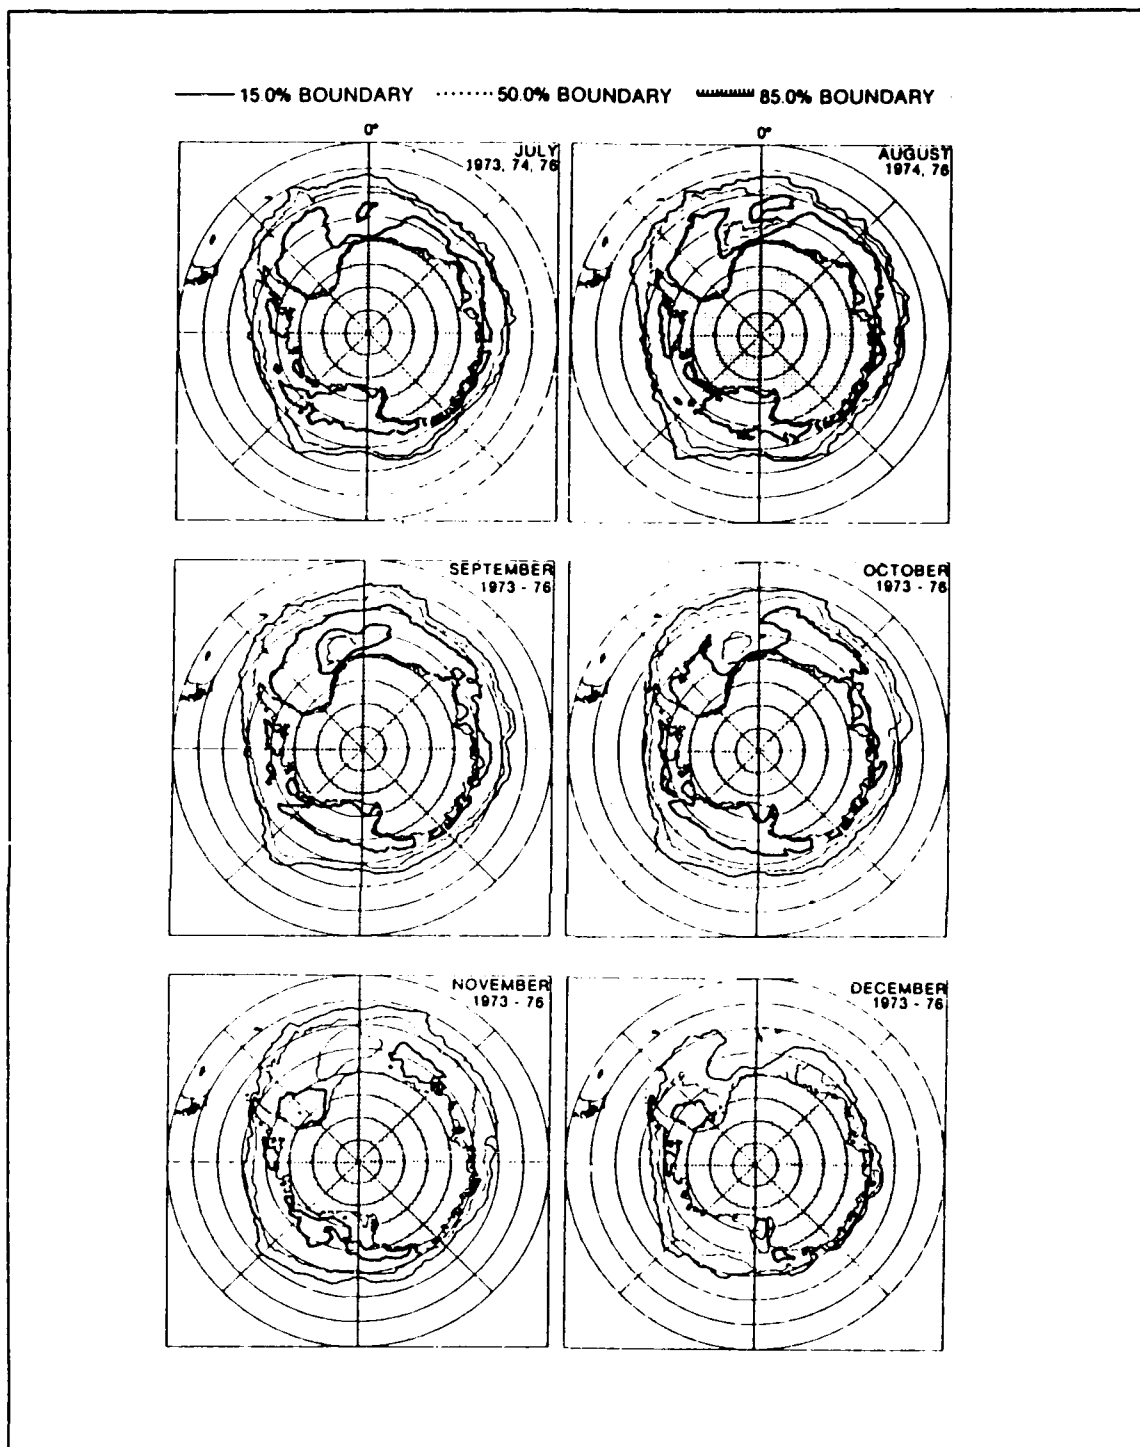 15.0% BOUNDARY 50.0% BOUNDARY 85.0% BOUNDARY
0° 0°
JULY
1973, 74, 76
AUGUST
1974, 76
SEPTEMBER
1973 - 76
OCTOBER
1973 - 76
NOVEMBER
1973 - 76
DECEMBER
1973 - 76